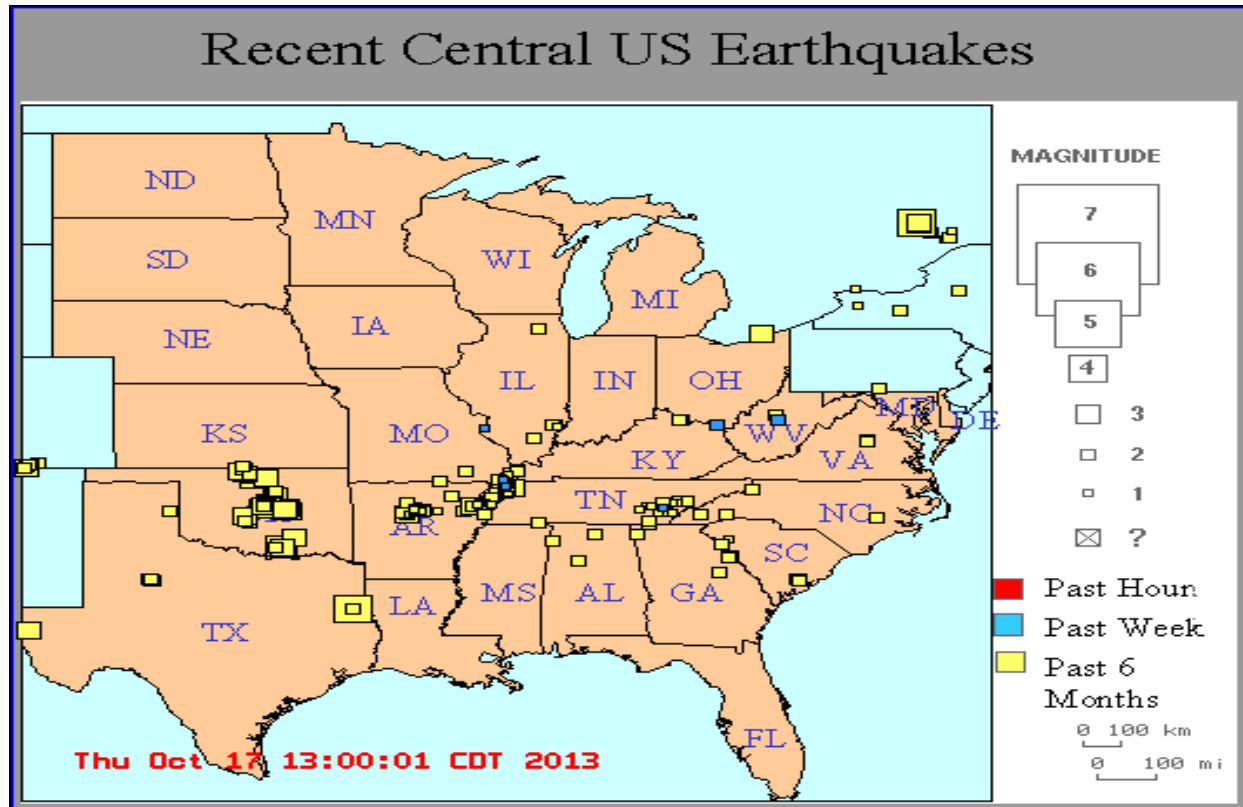 Recent Central US Earthquakes
MAGNITUDE
7
6
5
4
3
2
1
?
Past Houn
Past Week
Past 6
Months
0 100 km
0 100 mi
ND
MN
SD
WI
MI
NE
IA
IL
IN
OH
MD
DE
KS
MO
WV
VA
KY
TN
NC
AR
SC
MS
AL
GA
LA
TX
FL
Thu Oct 17 13:00:01 CDT 2013